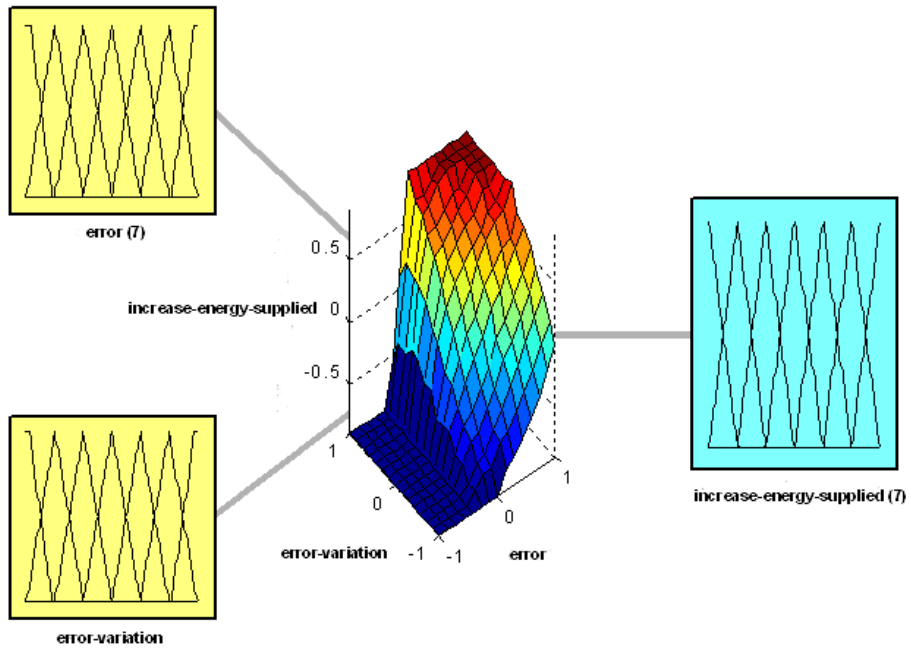 error (7)
0.5
increase-energy-supplied
0
-0.5
1
0
error-variation
-1
-1
0
1
error
increase-energy-supplied (7)
error-variation